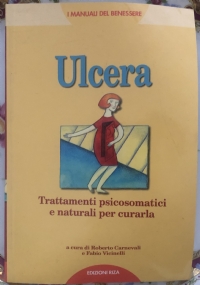 I MANUALI DEL BENESSERE
Ulcera
Trattamenti psicosomatici
e naturali per curarla
a cura di Roberto Carnevali
e Fabio Vicinelli
EDIZIONI RIZA